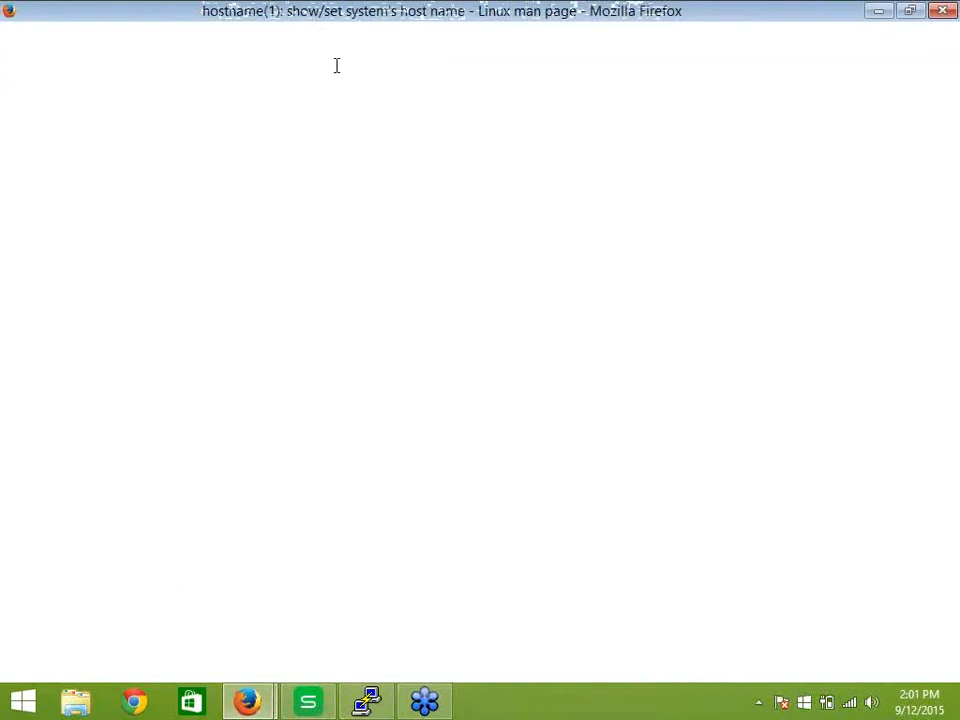 hostname(1): show/set system's host name - Linux man page - Mozilla Firefox
S
2:01 PM
9/12/2015